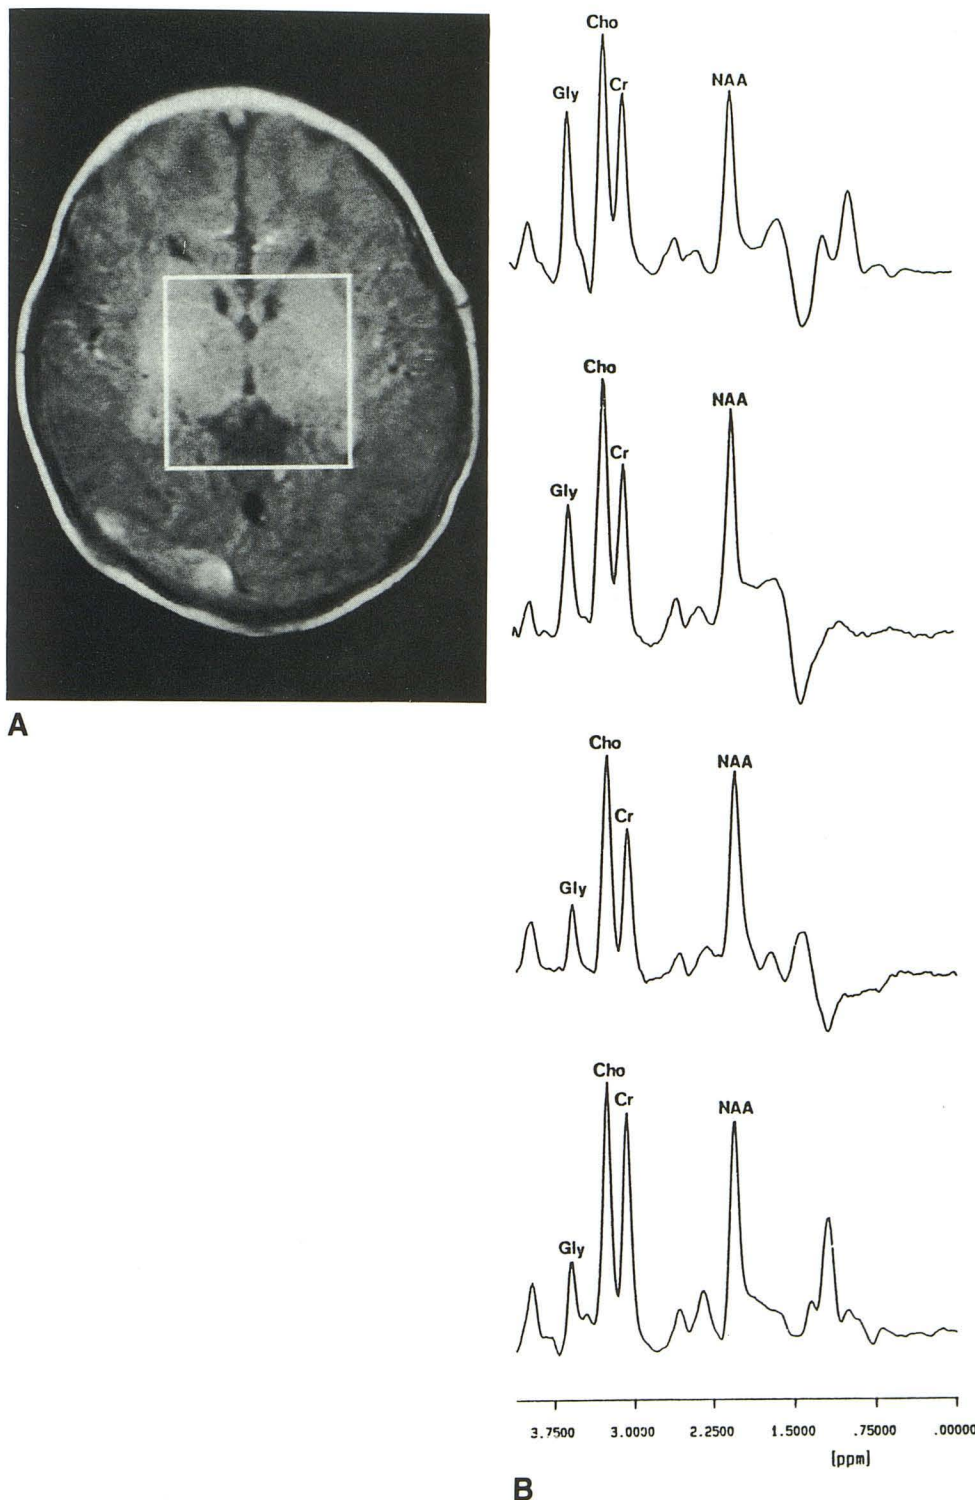 Cho
Gly
Cr
NAA
Cho
Gly
Cr
NAA
Cho
Gly
Cr
NAA
Cho
Gly
Cr
NAA
3.7500 3.0000 2.2500 1.5000 .75000 .00000
[ppm]
A
B